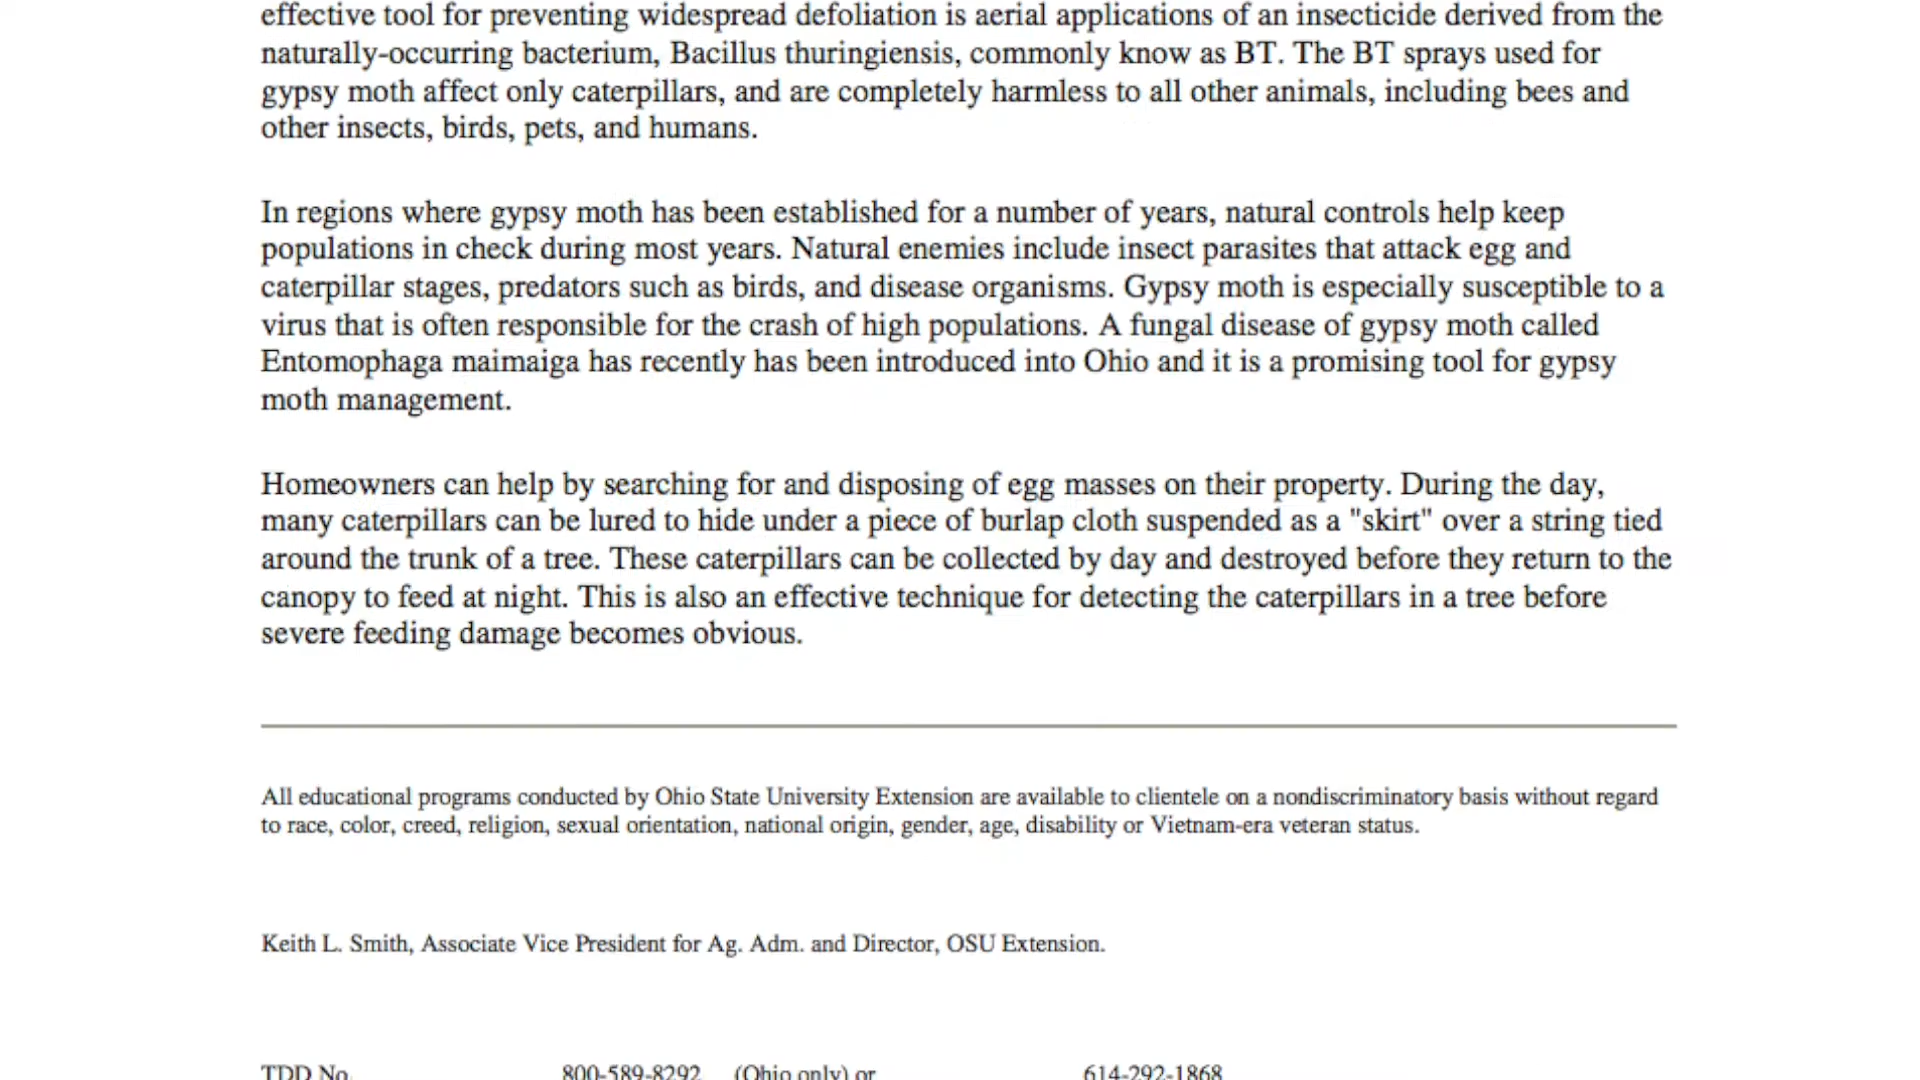 effective tool for preventing widespread defoliation is aerial applications of an insecticide derived from the
naturally-occurring bacterium, Bacillus thuringiensis, commonly know as BT. The BT sprays used for
gypsy moth affect only caterpillars, and are completely harmless to all other animals, including bees and
other insects, birds, pets, and humans.
In regions where gypsy moth has been established for a number of years, natural controls help keep
populations in check during most years. Natural enemies include insect parasites that attack egg and
caterpillar stages, predators such as birds, and disease organisms. Gypsy moth is especially susceptible to a
virus that is often responsible for the crash of high populations. A fungal disease of gypsy moth called
Entomophaga maimaiga has recently has been introduced into Ohio and it is a promising tool for gypsy
moth management.
Homeowners can help by searching for and disposing of egg masses on their property. During the day,
many caterpillars can be lured to hide under a piece of burlap cloth suspended as a "skirt" over a string tied
around the trunk of a tree. These caterpillars can be collected by day and destroyed before they return to the
canopy to feed at night. This is also an effective technique for detecting the caterpillars in a tree before
severe feeding damage becomes obvious.
All educational programs conducted by Ohio State University Extension are available to clientele on a nondiscriminatory basis without regard
to race, color, creed, religion, sexual orientation, national origin, gender, age, disability or Vietnam-era veteran status.
Keith L. Smith, Associate Vice President for Ag. Adm. and Director, OSU Extension.
TDD No. 800-589-8292 (Ohio only) or 614-292-1868